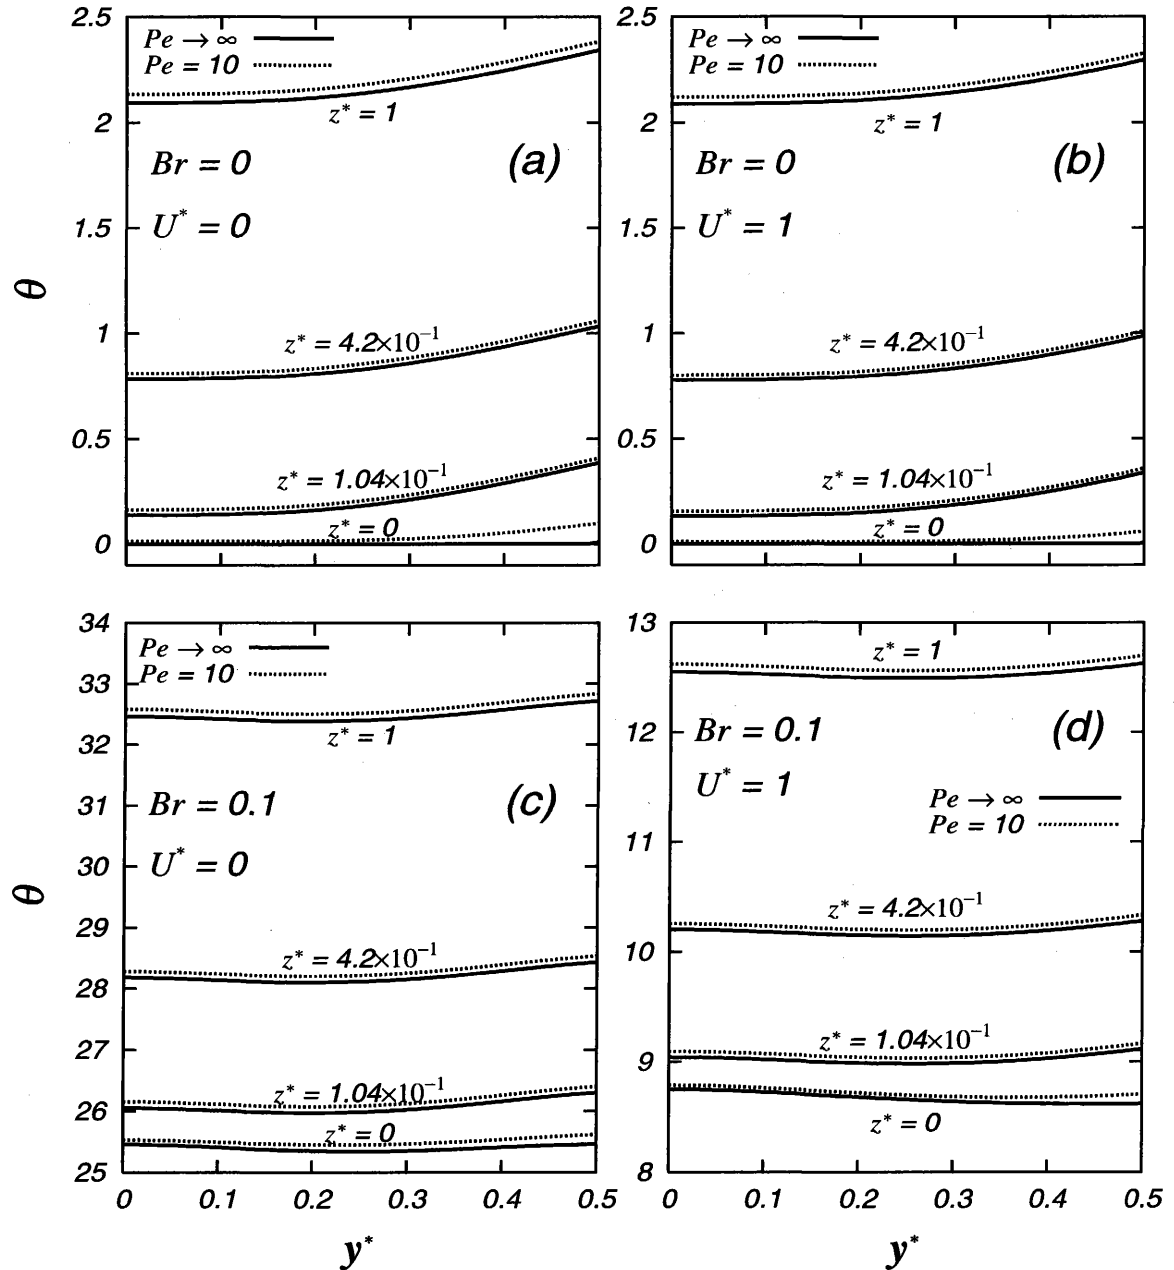 2.5
2
1.5
1
0.5
0
θ
Pe → ∞
Pe = 10
z* = 1
Br = 0
(a)
U* = 0
z* = 4.2×10⁻¹
z* = 1.04×10⁻¹
z* = 0
2.5
2
1.5
1
0.5
0
Pe → ∞
Pe = 10
z* = 1
Br = 0
(b)
U* = 1
z* = 4.2×10⁻¹
z* = 1.04×10⁻¹
z* = 0
34
33
32
31
30
29
28
27
26
25
θ
Pe → ∞
Pe = 10
z* = 1
Br = 0.1
(c)
U* = 0
z* = 4.2×10⁻¹
z* = 1.04×10⁻¹
z* = 0
0 0.1 0.2 0.3 0.4 0.5
y*
13
12
11
10
9
8
z* = 1
Br = 0.1
(d)
U* = 1
Pe → ∞
Pe = 10
z* = 4.2×10⁻¹
z* = 1.04×10⁻¹
z* = 0
0 0.1 0.2 0.3 0.4 0.5
y*